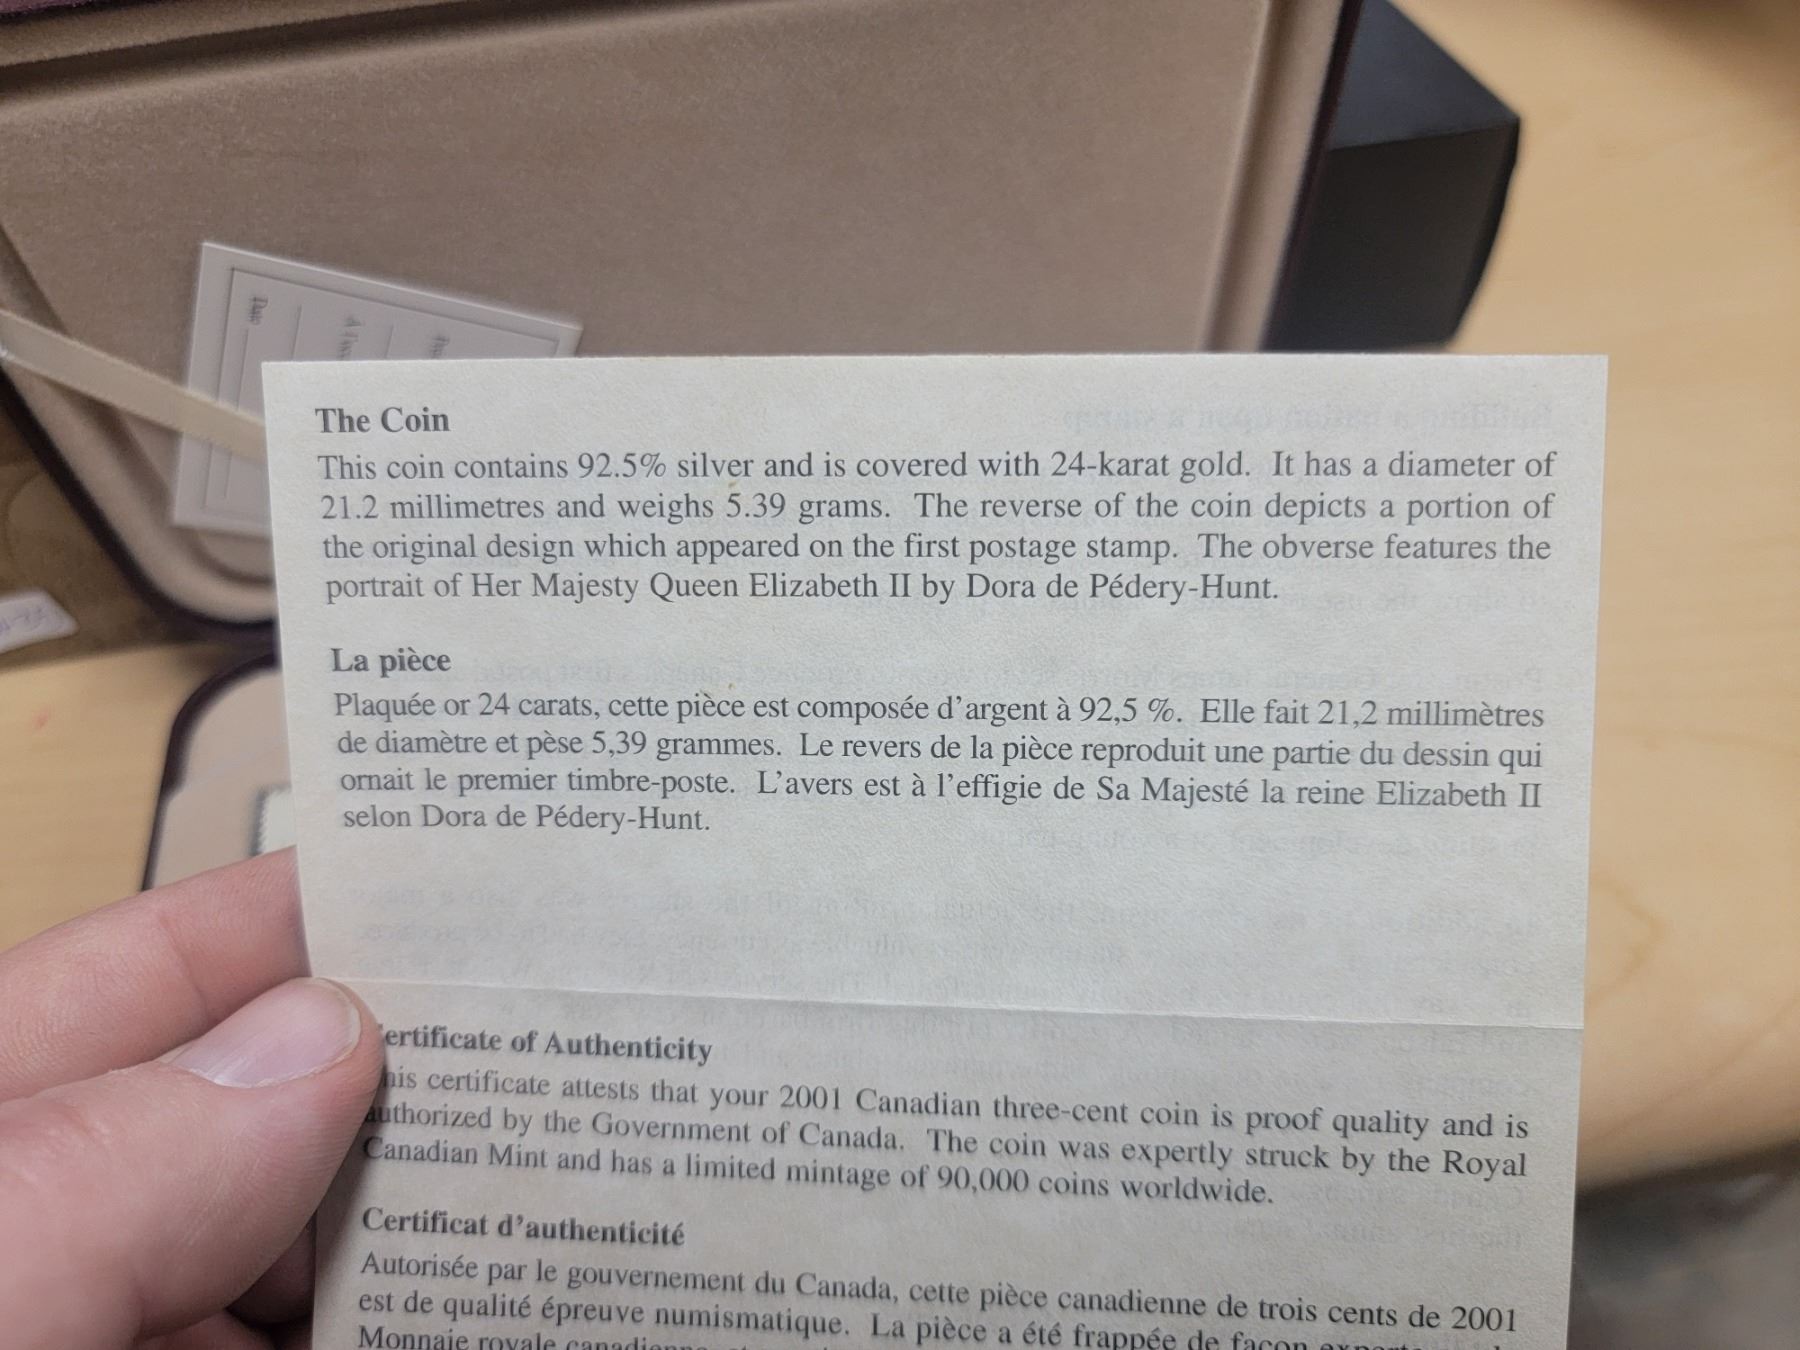 Date
The Coin
This coin contains 92.5% silver and is covered with 24-karat gold. It has a diameter of
21.2 millimetres and weighs 5.39 grams. The reverse of the coin depicts a portion of
the original design which appeared on the first postage stamp. The obverse features the
portrait of Her Majesty Queen Elizabeth II by Dora de Pédery-Hunt.
La pièce
Plaquée or 24 carats, cette pièce est composée d'argent à 92,5 %. Elle fait 21,2 millimètres
de diamètre et pèse 5,39 grammes. Le revers de la pièce reproduit une partie du dessin qui
ornait le premier timbre-poste. L'avers est à l'effigie de Sa Majesté la reine Elizabeth II
selon Dora de Pédery-Hunt.
ertificate of Authenticity
his certificate attests that your 2001 Canadian three-cent coin is proof quality and is
authorized by the Government of Canada. The coin was expertly struck by the Royal
Canadian Mint and has a limited mintage of 90,000 coins worldwide.
Certificat d'authenticité
Autorisée par le gouvernement du Canada, cette pièce canadienne de trois cents de 2001
est de qualité épreuve numismatique. La pièce a été frappée de façon
Monnaie royale canadienne